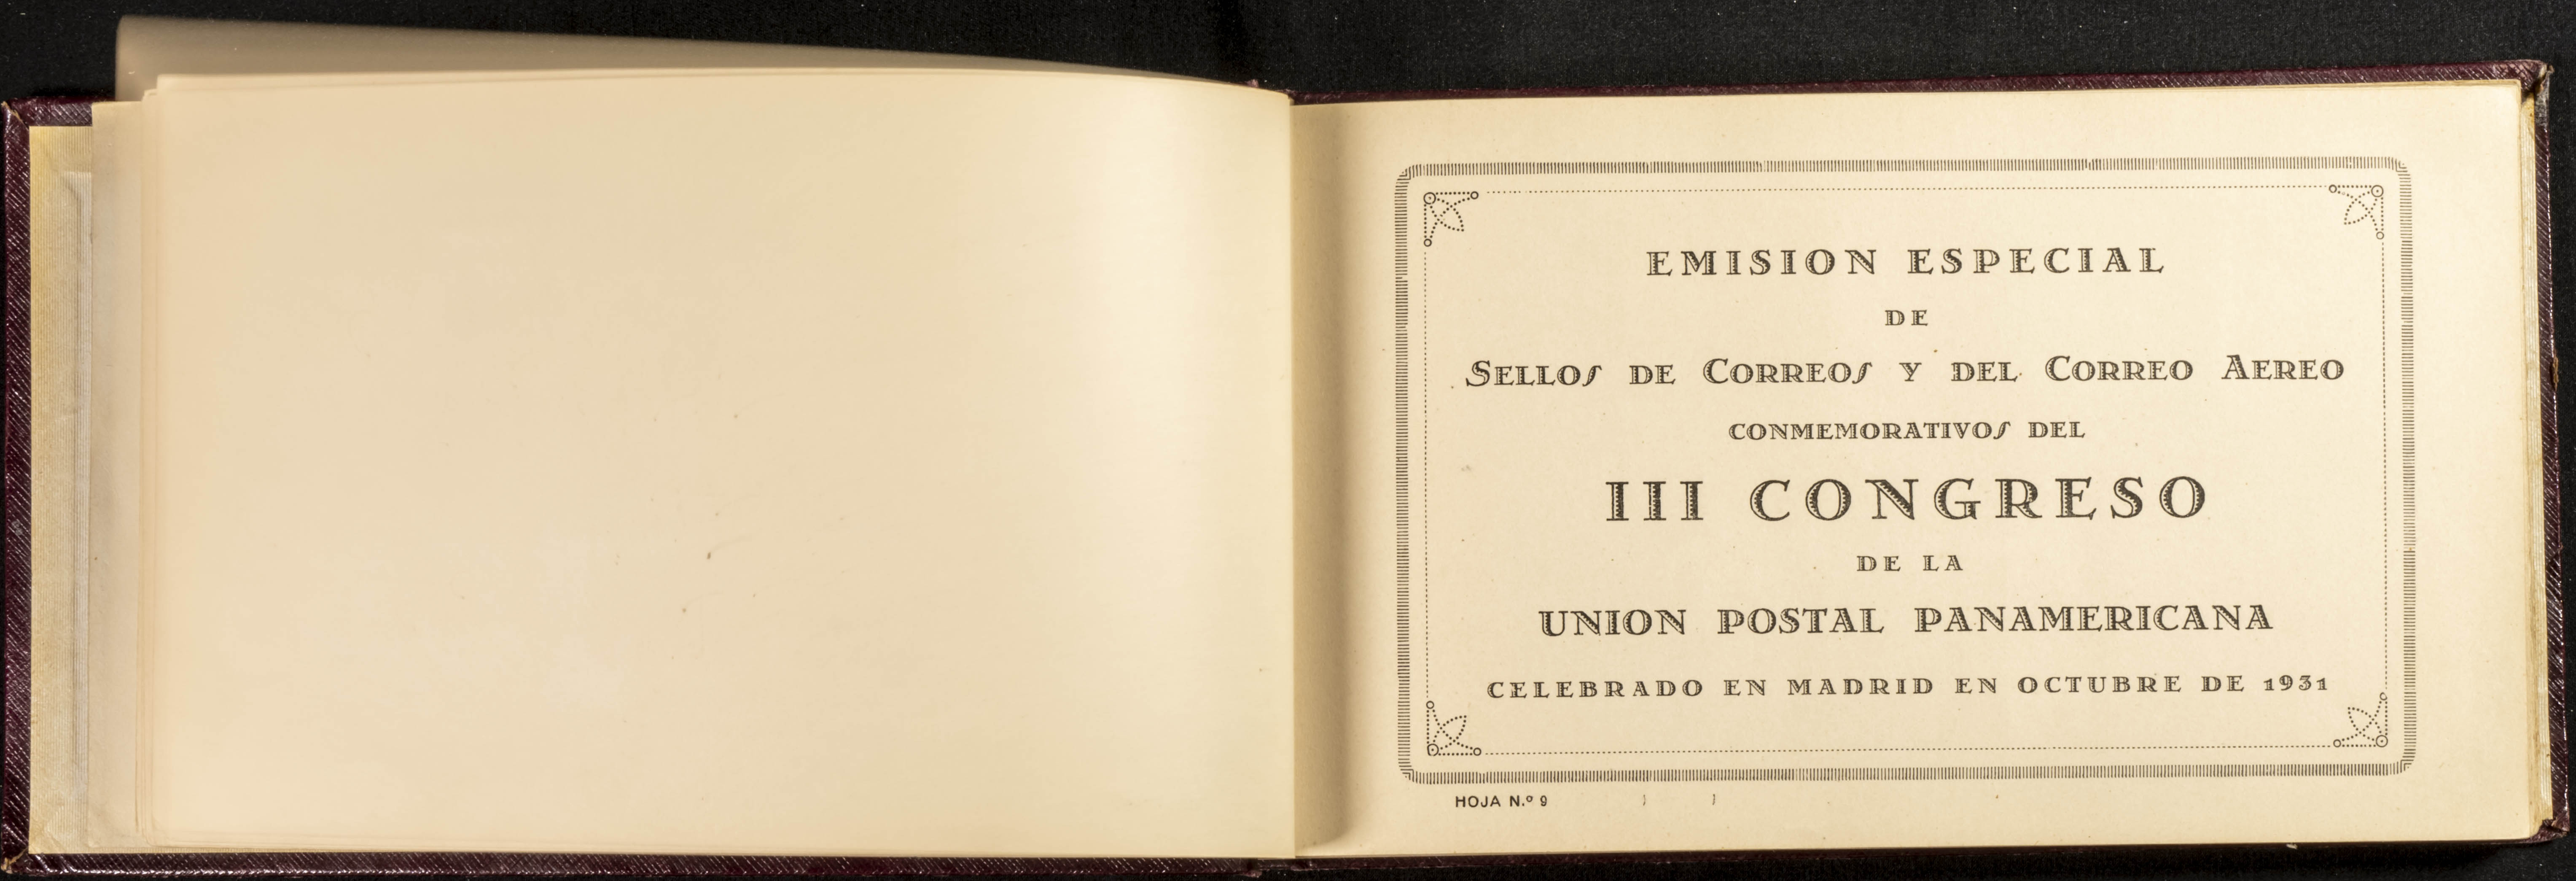 EMISION ESPECIAL
DE
SELLOS DE CORREOS Y DEL CORREO AEREO
CONMEMORATIVOS DEL
III CONGRESO
DE LA
UNION POSTAL PANAMERICANA
CELEBRADO EN MADRID EN OCTUBRE DE 1931
HOJA N.º 9